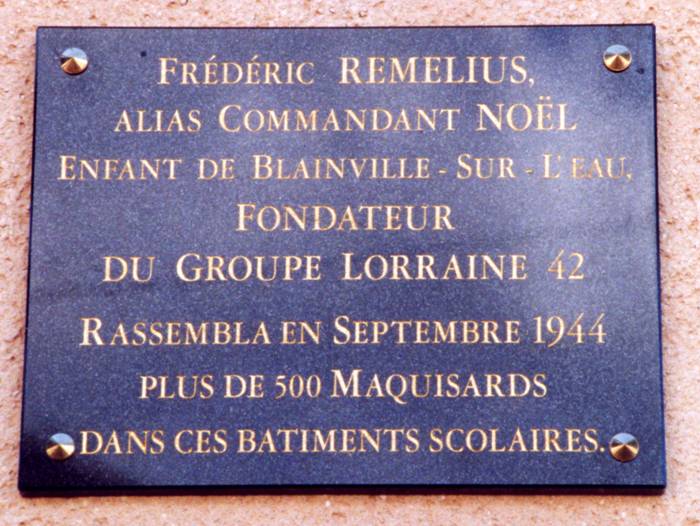 FRÉDÉRIC REMELIUS,
ALIAS COMMANDANT NOËL
ENFANT DE BLAINVILLE - SUR - L'EAU,
FONDATEUR
DU GROUPE LORRAINE 42
RASSEMBLA EN SEPTEMBRE 1944
PLUS DE 500 MAQUISARDS
DANS CES BATIMENTS SCOLAIRES.